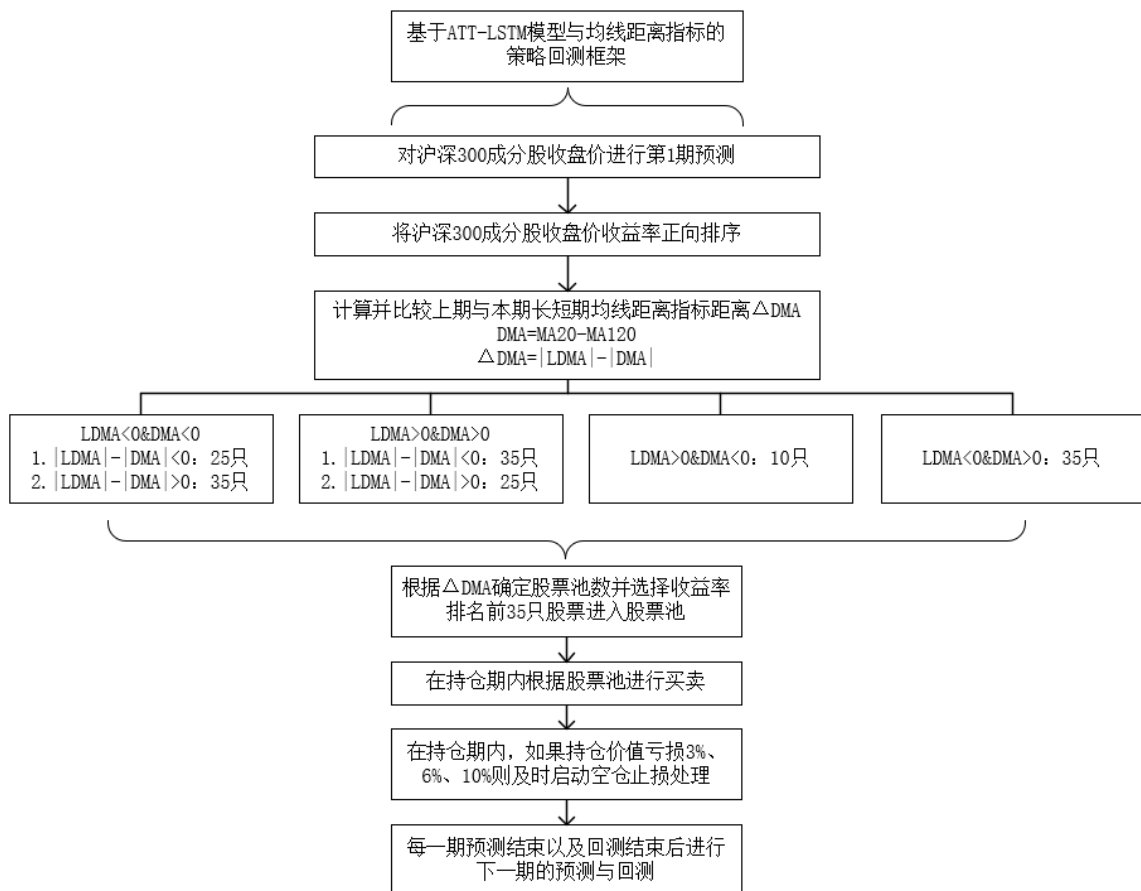 基于ATT-LSTM模型与均线距离指标的
策略回测框架
对沪深300成分股收盘价进行第1期预测
将沪深300成分股收盘价收益率正向排序
计算并比较上期与本期长短期均线距离指标距离△DMA
DMA=MA20-MA120
△DMA=|LDMA|-|DMA|
LDMA<0&DMA<0
1.|LDMA|-|DMA|<0: 25只
2.|LDMA|-|DMA|>0: 35只
LDMA>0&DMA>0
1.|LDMA|-|DMA|<0: 35只
2.|LDMA|-|DMA|>0: 25只
LDMA>0&DMA<0: 10只
LDMA<0&DMA>0: 35只
根据△DMA确定股票池数并选择收益率
排名前35只股票进入股票池
在持仓期内根据股票池进行买卖
在持仓期内，如果持仓价值亏损3%、
6%、10%则及时启动空仓止损处理
每一期预测结束以及回测结束后进行
下一期的预测与回测